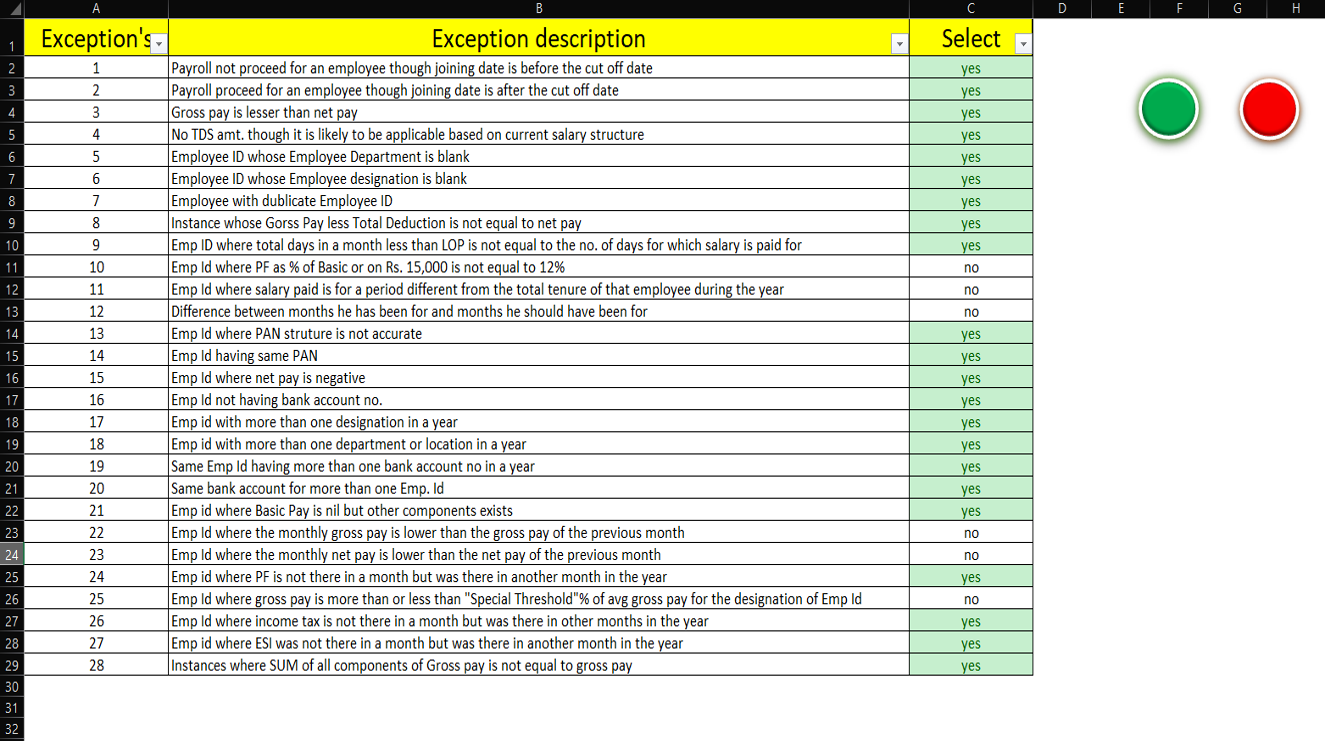 A B C D E F G H
1 Exception's Exception description Select
2 1 Payroll not proceed for an employee though joining date is before the cut off date yes
3 2 Payroll proceed for an employee though joining date is after the cut off date yes
4 3 Gross pay is lesser than net pay yes
5 4 No TDS amt. though it is likely to be applicable based on current salary structure yes
6 5 Employee ID whose Employee Department is blank yes
7 6 Employee ID whose Employee designation is blank yes
8 7 Employee with dublicate Employee ID yes
9 8 Instance whose Gorss Pay less Total Deduction is not equal to net pay yes
10 9 Emp ID where total days in a month less than LOP is not equal to the no. of days for which salary is paid for yes
11 10 Emp Id where PF as % of Basic or on Rs. 15,000 is not equal to 12% no
12 11 Emp Id where salary paid is for a period different from the total tenure of that employee during the year no
13 12 Difference between months he has been for and months he should have been for no
14 13 Emp Id where PAN struture is not accurate yes
15 14 Emp Id having same PAN yes
16 15 Emp Id where net pay is negative yes
17 16 Emp Id not having bank account no. yes
18 17 Emp id with more than one designation in a year yes
19 18 Emp id with more than one department or location in a year yes
20 19 Same Emp Id having more than one bank account no in a year yes
21 20 Same bank account for more than one Emp. Id yes
22 21 Emp id where Basic Pay is nil but other components exists yes
23 22 Emp Id where the monthly gross pay is lower than the gross pay of the previous month no
24 23 Emp Id where the monthly net pay is lower than the net pay of the previous month no
25 24 Emp id where PF is not there in a month but was there in another month in the year yes
26 25 Emp Id where gross pay is more than or less than "Special Threshold"% of avg gross pay for the designation of Emp Id no
27 26 Emp Id where income tax is not there in a month but was there in other months in the year yes
28 27 Emp id where ESI was not there in a month but was there in another month in the year yes
29 28 Instances where SUM of all components of Gross pay is not equal to gross pay yes
30
31
32